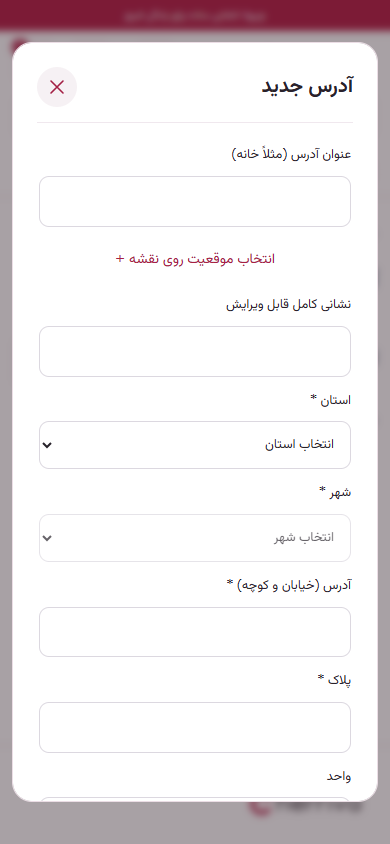 آدرس جدید
عنوان آدرس (مثلاً خانه)
انتخاب موقعیت روی نقشه +
نشانی کامل قابل ویرایش
استان *
انتخاب استان
شهر *
انتخاب شهر
آدرس (خیابان و کوچه) *
پلاک *
واحد